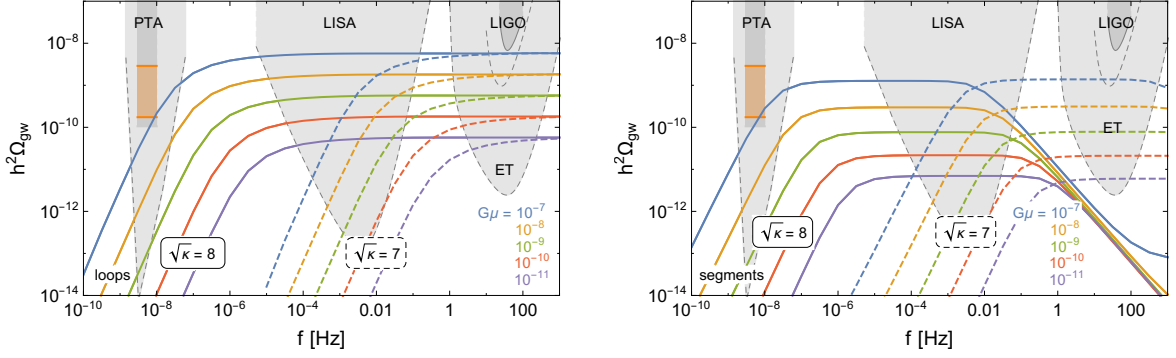 PTA
LISA
LIGO
ET
loops
√κ = 8
√κ = 7
Gμ = 10⁻⁷
10⁻⁸
10⁻⁹
10⁻¹⁰
10⁻¹¹
10⁻⁸
10⁻¹⁰
10⁻¹²
10⁻¹⁴
h²Ω_gw
10⁻¹⁰
10⁻⁸
10⁻⁶
10⁻⁴
0.01
1
100
f [Hz]
PTA
LISA
LIGO
ET
segments
√κ = 8
√κ = 7
Gμ = 10⁻⁷
10⁻⁸
10⁻⁹
10⁻¹⁰
10⁻¹¹
10⁻⁸
10⁻¹⁰
10⁻¹²
10⁻¹⁴
h²Ω_gw
10⁻¹⁰
10⁻⁸
10⁻⁶
10⁻⁴
0.01
1
100
f [Hz]